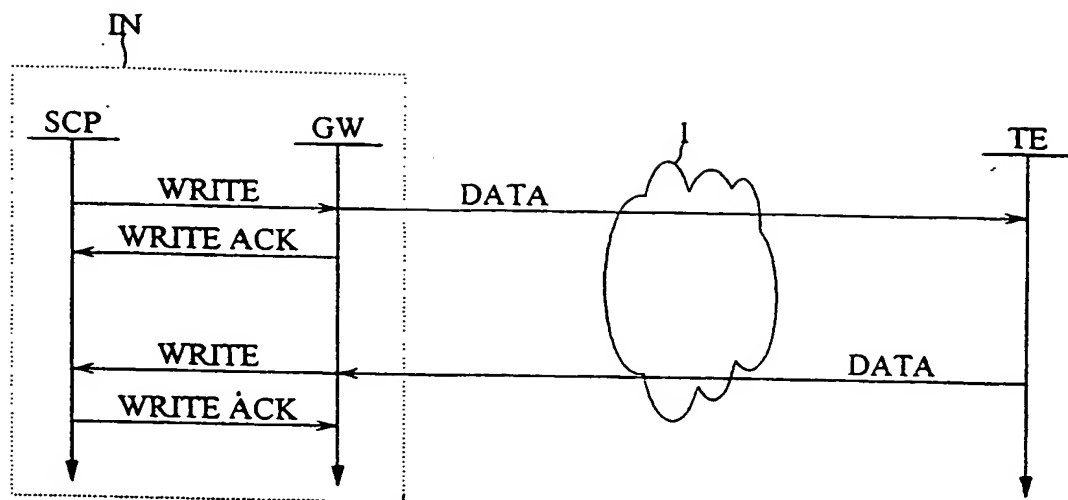 IN
SCP
GW
I
TE
WRITE
DATA
WRITE ACK
WRITE
DATA
WRITE ACK